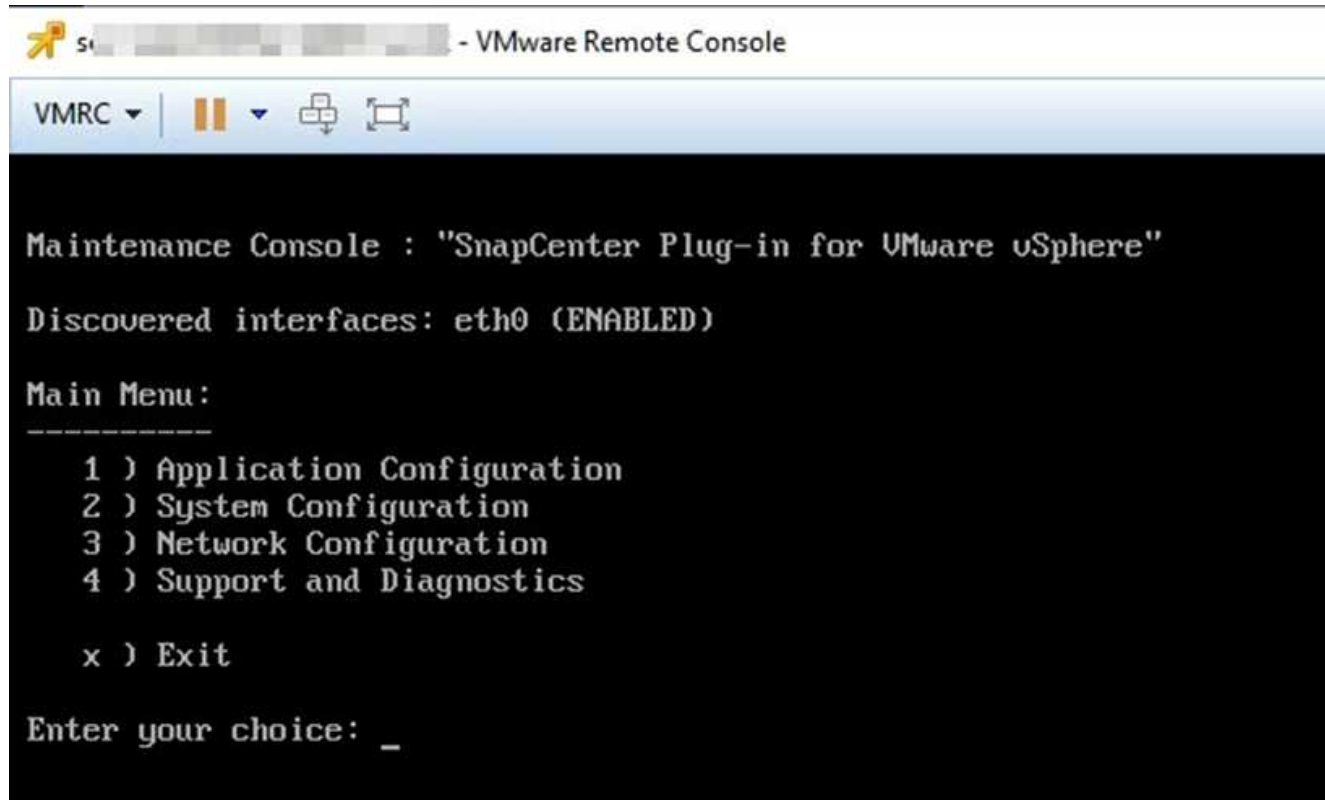 - VMware Remote Console
VMRC
Maintenance Console : "SnapCenter Plug-in for VMware vSphere"
Discovered interfaces: eth0 (ENABLED)
Main Menu:
----------
1 ) Application Configuration
2 ) System Configuration
3 ) Network Configuration
4 ) Support and Diagnostics
x ) Exit
Enter your choice: _